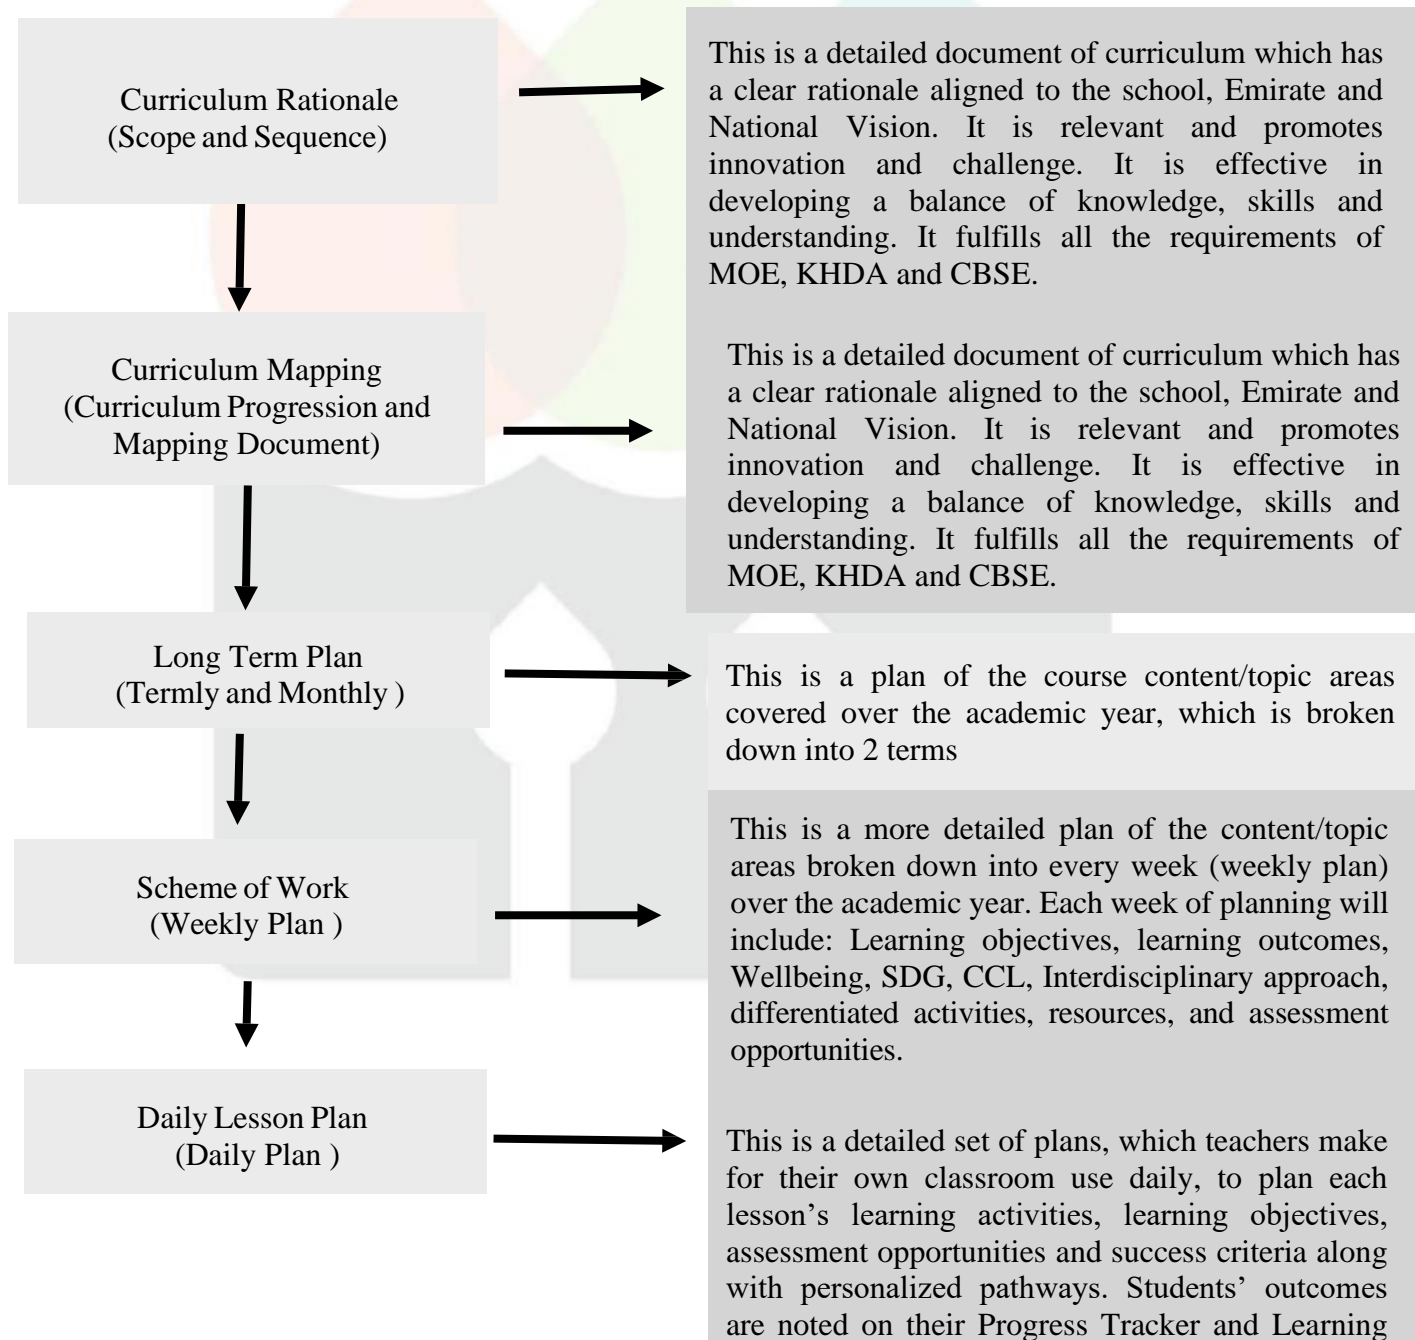 Curriculum Rationale
(Scope and Sequence)
This is a detailed document of curriculum which has
a clear rationale aligned to the school, Emirate and
National Vision. It is relevant and promotes
innovation and challenge. It is effective in
developing a balance of knowledge, skills and
understanding. It fulfills all the requirements of
MOE, KHDA and CBSE.
Curriculum Mapping
(Curriculum Progression and
Mapping Document)
This is a detailed document of curriculum which has
a clear rationale aligned to the school, Emirate and
National Vision. It is relevant and promotes
innovation and challenge. It is effective in
developing a balance of knowledge, skills and
understanding. It fulfills all the requirements of
MOE, KHDA and CBSE.
Long Term Plan
(Termly and Monthly )
This is a plan of the course content/topic areas
covered over the academic year, which is broken
down into 2 terms
Scheme of Work
(Weekly Plan )
This is a more detailed plan of the content/topic
areas broken down into every week (weekly plan)
over the academic year. Each week of planning will
include: Learning objectives, learning outcomes,
Wellbeing, SDG, CCL, Interdisciplinary approach,
differentiated activities, resources, and assessment
opportunities.
Daily Lesson Plan
(Daily Plan )
This is a detailed set of plans, which teachers make
for their own classroom use daily, to plan each
lesson’s learning activities, learning objectives,
assessment opportunities and success criteria along
with personalized pathways. Students’ outcomes
are noted on their Progress Tracker and Learning